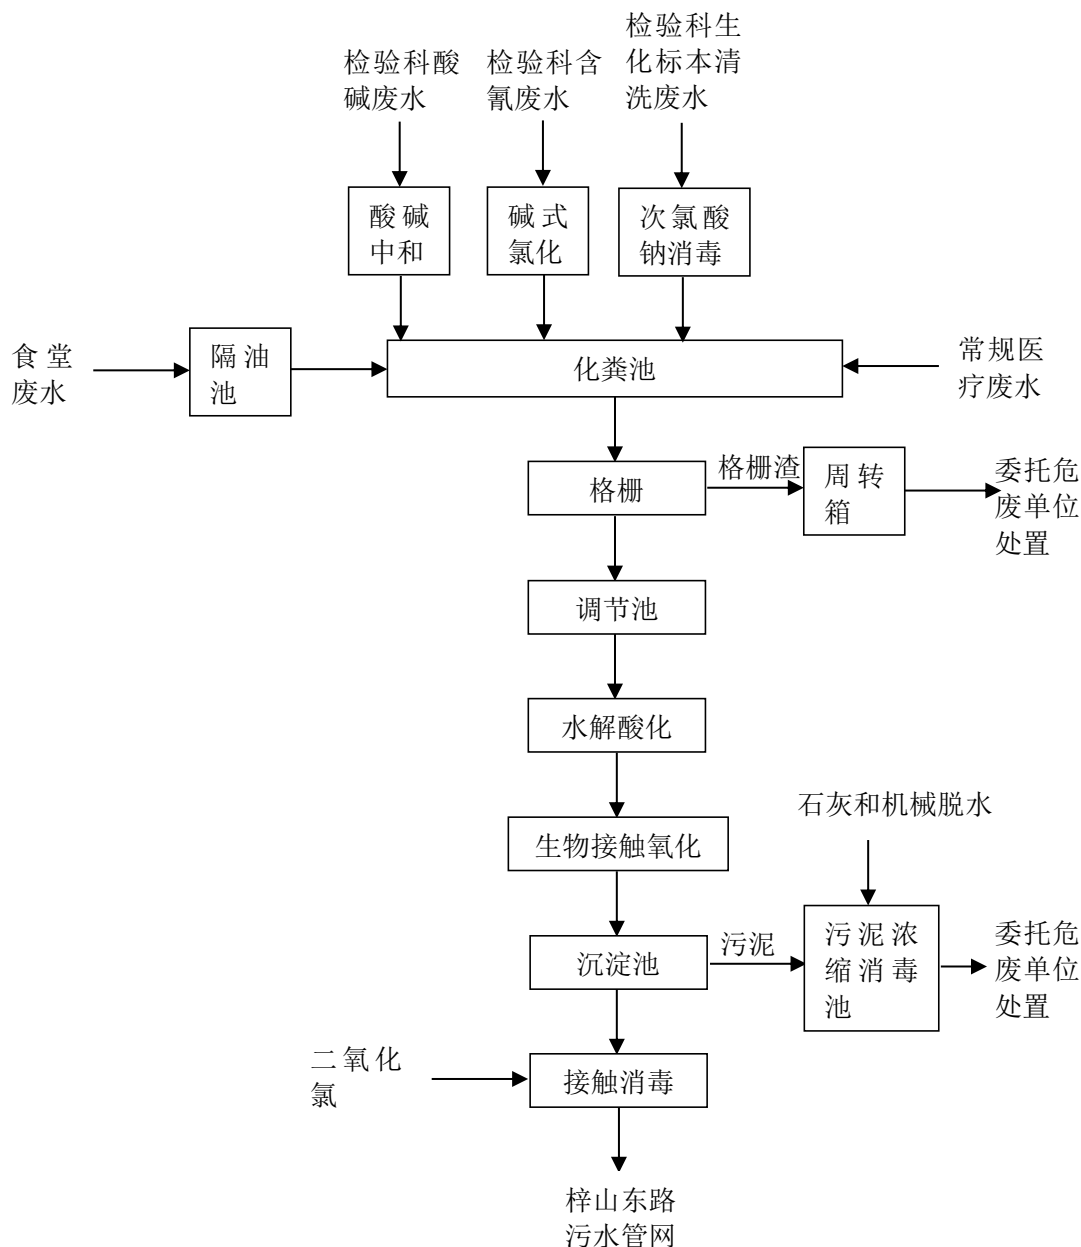 检验科酸
碱废水
检验科含
氰废水
检验科生
化标本清
洗废水
酸碱
中和
碱式
氯化
次氯酸
钠消毒
食堂
废水
隔油
池
化粪池
常规医
疗废水
格栅
格栅渣
周转
箱
委托危
废单位
处置
调节池
水解酸化
生物接触氧化
石灰和机械脱水
沉淀池
污泥
污泥浓
缩消毒
池
委托危
废单位
处置
二氧化
氯
接触消毒
梓山东路
污水管网